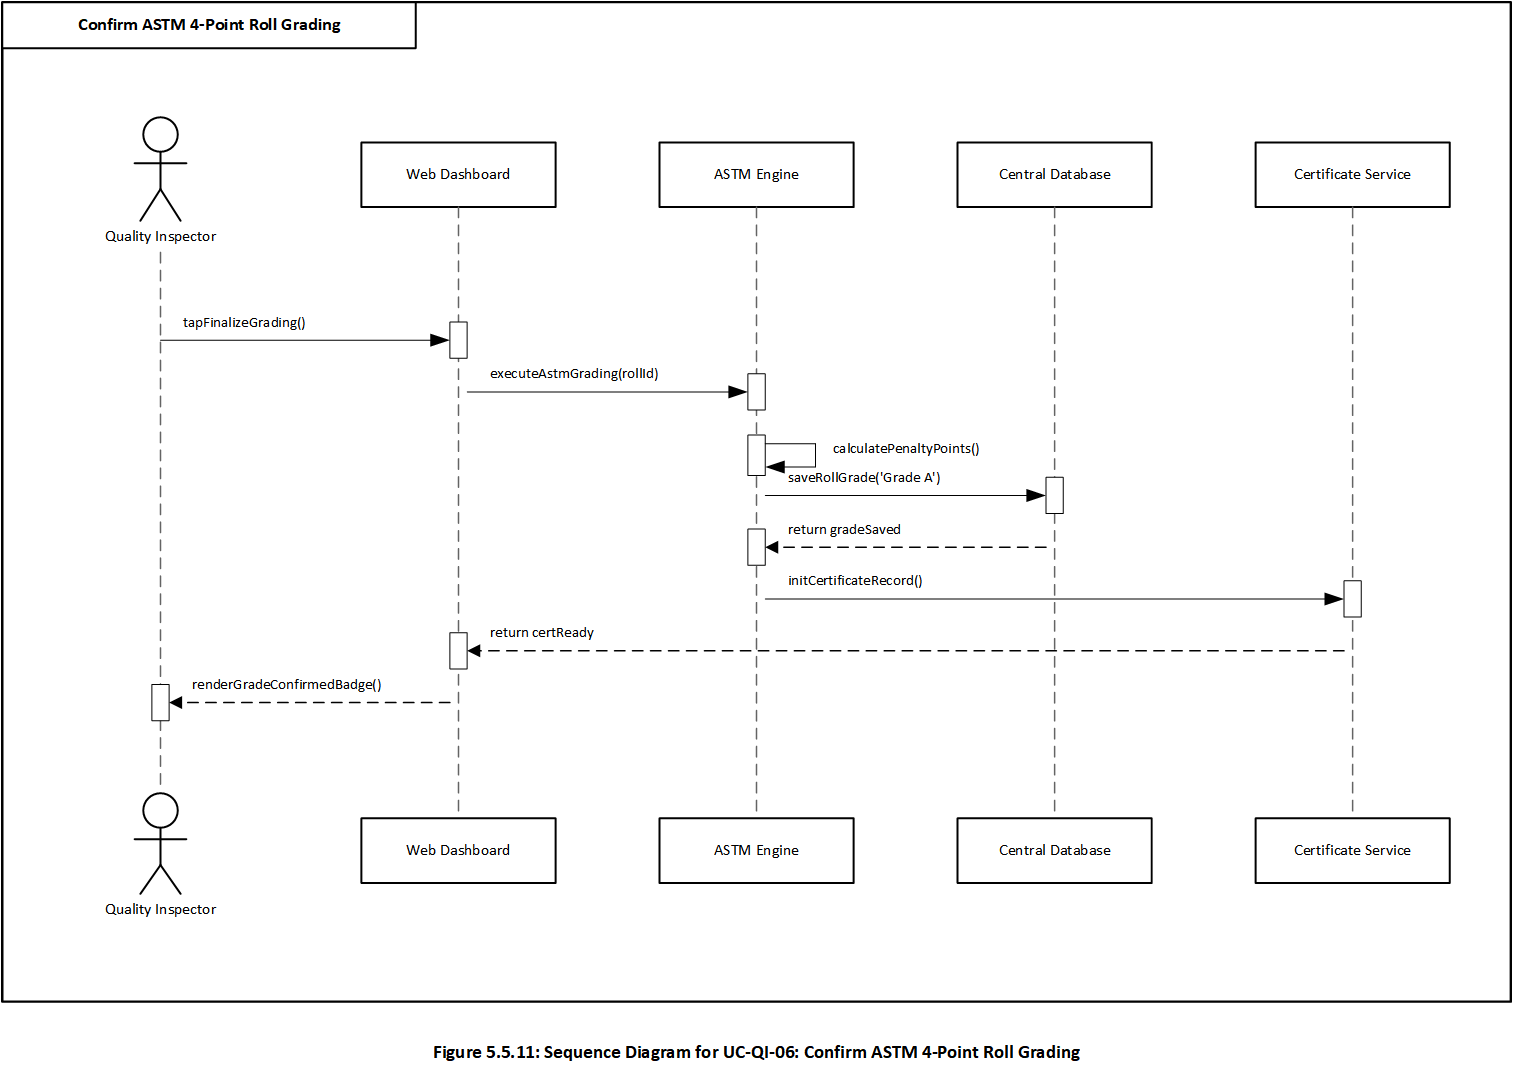 Confirm ASTM 4-Point Roll Grading
Quality Inspector
Web Dashboard
ASTM Engine
Central Database
Certificate Service
tapFinalizeGrading()
executeAstmGrading(rollId)
calculatePenaltyPoints()
saveRollGrade('Grade A')
return gradeSaved
initCertificateRecord()
return certReady
renderGradeConfirmedBadge()
Quality Inspector
Web Dashboard
ASTM Engine
Central Database
Certificate Service
Figure 5.5.11: Sequence Diagram for UC-QI-06: Confirm ASTM 4-Point Roll Grading